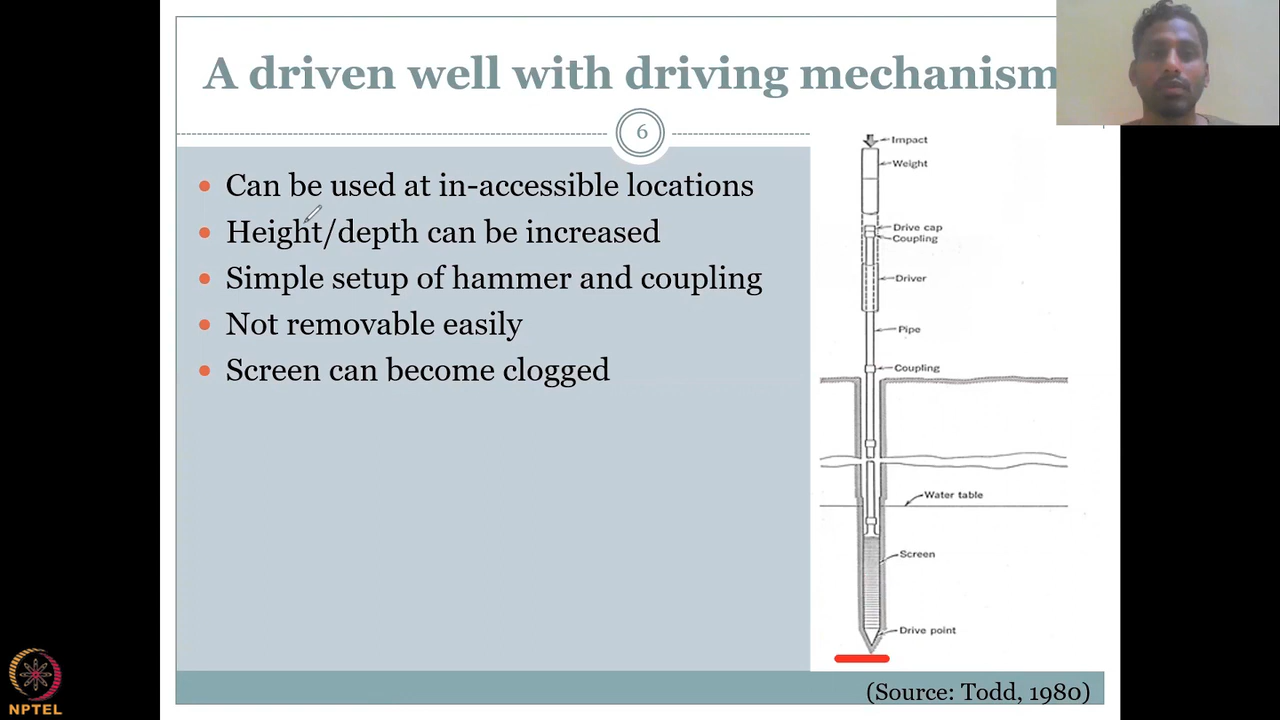 A driven well with driving mechanism
6
Can be used at in-accessible locations
Height/depth can be increased
Simple setup of hammer and coupling
Not removable easily
Screen can become clogged
Impact
Weight
Drive cap
Coupling
Driver
Pipe
Coupling
Water table
Screen
Drive point
(Source: Todd, 1980)
NPTEL